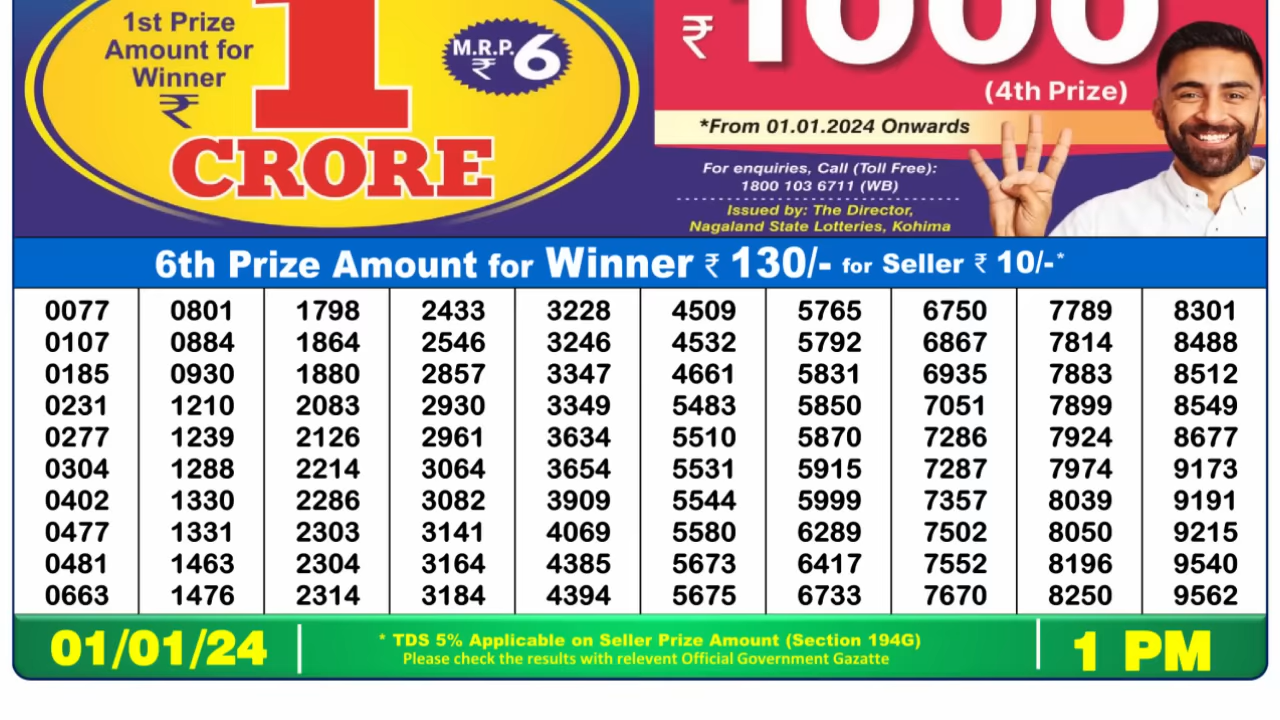 1st Prize
Amount for
Winner
₹
1
CRORE
M.R.P.
₹ 6
₹ 1000
(4th Prize)
*From 01.01.2024 Onwards
For enquiries, Call (Toll Free):
1800 103 6711 (WB)
Issued by: The Director,
Nagaland State Lotteries, Kohima
6th Prize Amount for Winner ₹ 130/- for Seller ₹ 10/-*
0077 0801 1798 2433 3228 4509 5765 6750 7789 8301
0107 0884 1864 2546 3246 4532 5792 6867 7814 8488
0185 0930 1880 2857 3347 4661 5831 6935 7883 8512
0231 1210 2083 2930 3349 5483 5850 7051 7899 8549
0277 1239 2126 2961 3634 5510 5870 7286 7924 8677
0304 1288 2214 3064 3654 5531 5915 7287 7974 9173
0402 1330 2286 3082 3909 5544 5999 7357 8039 9191
0477 1331 2303 3141 4069 5580 6289 7502 8050 9215
0481 1463 2304 3164 4385 5673 6417 7552 8196 9540
0663 1476 2314 3184 4394 5675 6733 7670 8250 9562
01/01/24
* TDS 5% Applicable on Seller Prize Amount (Section 194G)
Please check the results with relevent Official Government Gazatte
1 PM